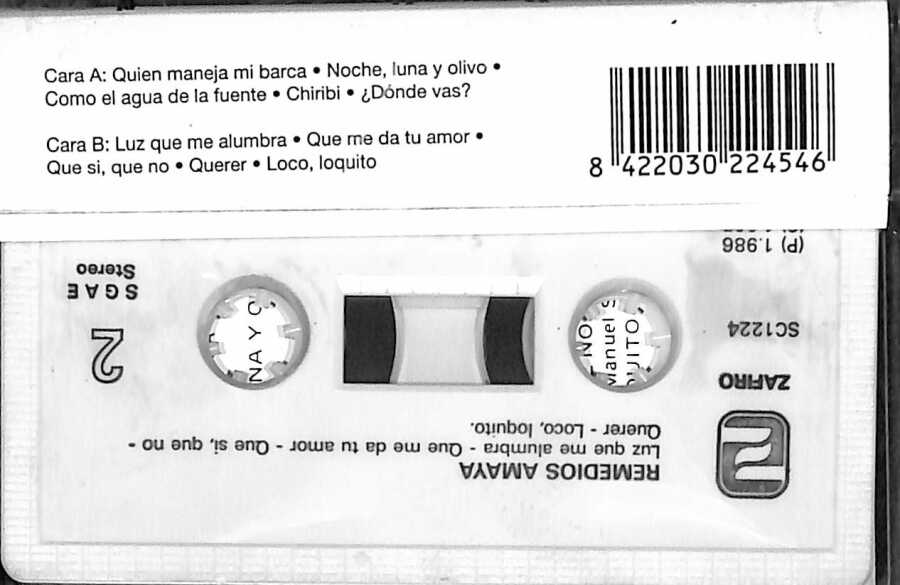 Cara A: Quien maneja mi barca • Noche, luna y olivo •
Como el agua de la fuente • Chiribi • ¿Dónde vas?
Cara B: Luz que me alumbra • Que me da tu amor •
Que si, que no • Querer • Loco, loquito
8 422030 224546
REMEDIOS AMAYA
Luz que me alumbra - Que me da tu amor - Que si, que no -
Querer - Loco, loquito.
ZAFIRO
SC1224
(P) 1.986
2
S G A E
Stereo
NA Y
NO
manuel